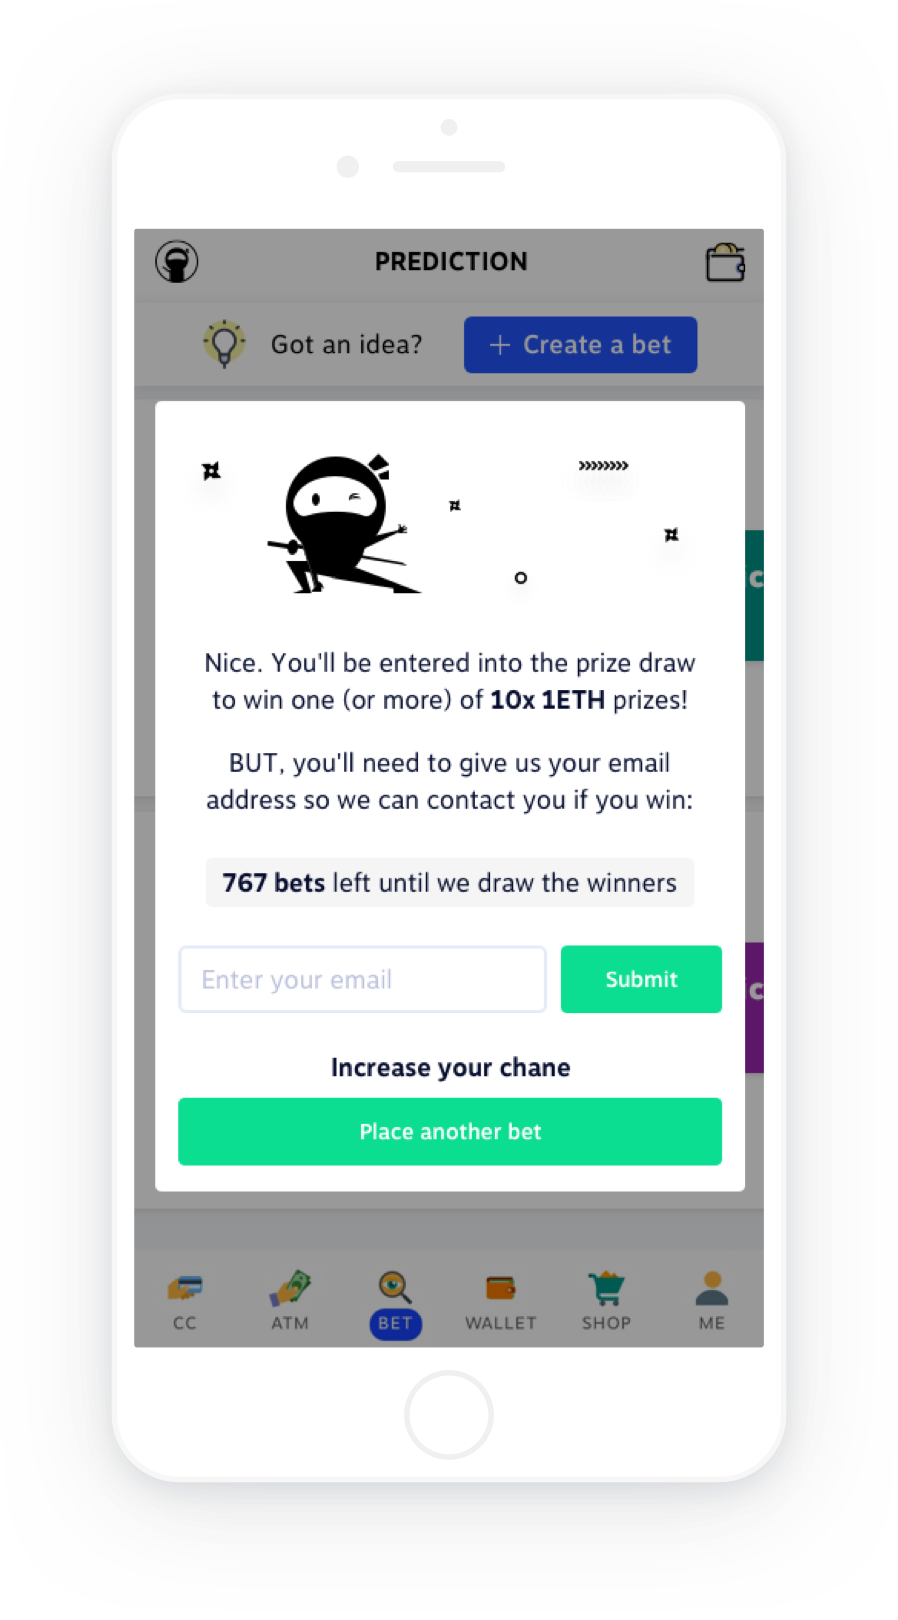 PREDICTION
Got an idea?
+ Create a bet
Nice. You'll be entered into the prize draw
to win one (or more) of 10x 1ETH prizes!
BUT, you'll need to give us your email
address so we can contact you if you win:
767 bets left until we draw the winners
Enter your email
Submit
Increase your chane
Place another bet
CC
ATM
BET
WALLET
SHOP
ME